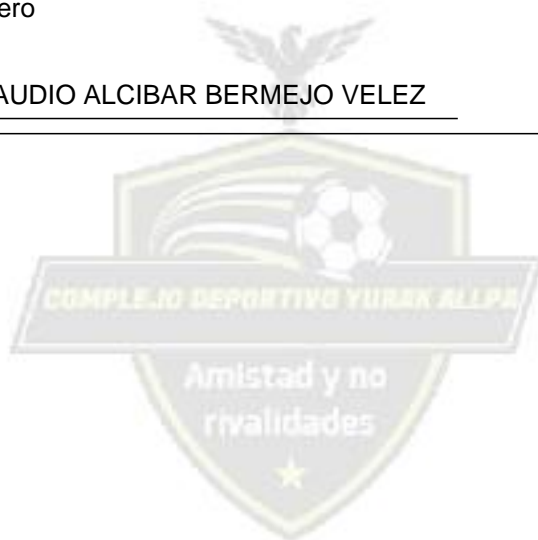 ero
AUDIO ALCIBAR BERMEJO VELEZ
COMPLEJO DEPORTIVO YURAK ALLPA
Amistad y no
rivalidades